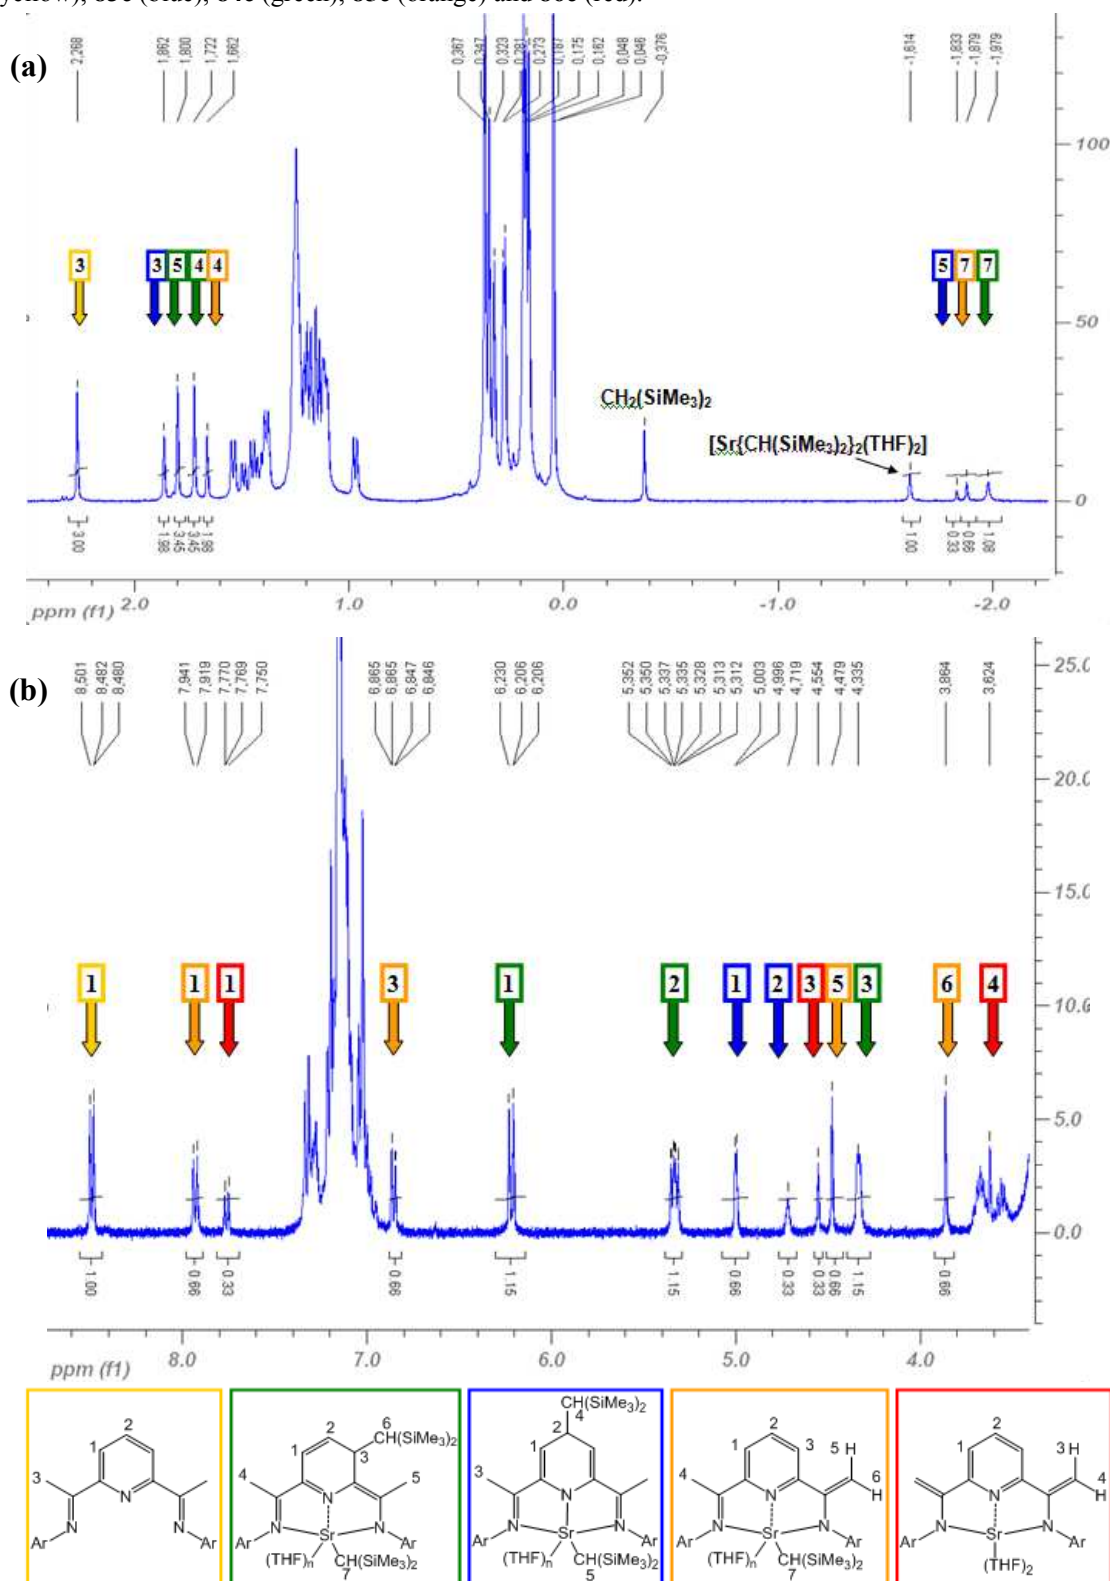 yellow), 83c (blue), 84c (green), 85c (orange) and 86c (red).
(a)
2,268
1,862
1,800
1,722
1,662
0,367
0,347
0,323
0,281
0,273
0,187
0,175
0,162
0,048
0,046
-0,376
-1,614
-1,833
-1,879
-1,979
100
50
0
3 3 5 4 4 5 7 7
CH2(SiMe3)2
[Sr{CH(SiMe3)2}2(THF)2]
3.00 1.98 3.45 3.45 1.98 1.00 0.33 0.66 1.08
ppm (f1) 2.0 1.0 0.0 -1.0 -2.0
(b)
8,501
8,482
8,480
7,941
7,919
7,770
7,769
7,750
6,865
6,865
6,847
6,846
6,230
6,206
6,206
5,352
5,350
5,337
5,335
5,328
5,313
5,312
5,003
4,996
4,719
4,554
4,479
4,335
3,864
3,624
25.0
20.0
15.0
5.0
0.0
1 1 1 3 1 2 1 2 3 5 3 6 4
1.00 0.66 0.33 0.66 1.15 1.15 0.66 0.33 0.33 0.66 1.15 0.66
ppm (f1) 8.0 7.0 6.0 5.0 4.0
2
1
3
N
N
Ar
N
Ar
2
6
CH(SiMe3)2
1
3
4
5
N
N
N
Ar
Sr
Ar
(THF)n
CH(SiMe3)2
7
CH(SiMe3)2
4
2
1
3
N
N
N
Ar
Sr
Ar
(THF)n
CH(SiMe3)2
5
2
1
3
5
H
4
6
H
N
N
N
Ar
Sr
Ar
(THF)n
CH(SiMe3)2
7
2
1
3
H
4
H
N
N
N
Ar
Sr
Ar
(THF)2